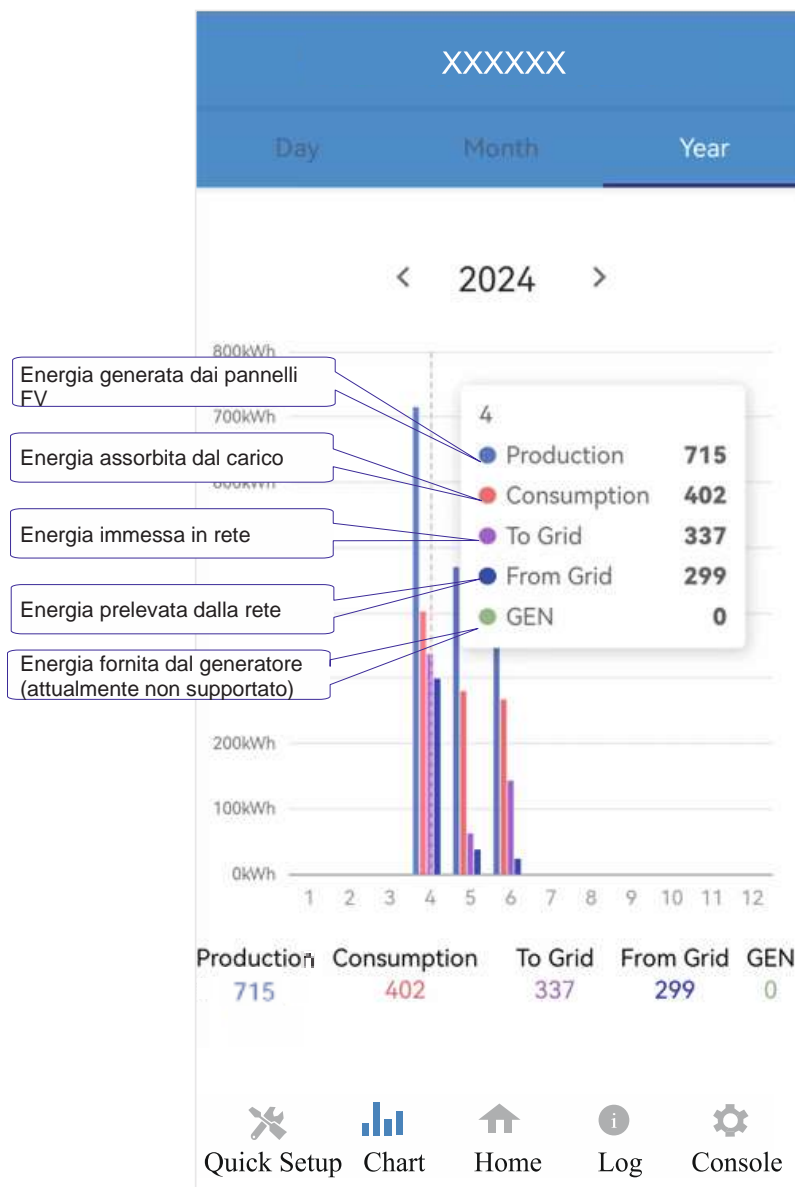 XXXXXX
Day Month Year
< 2024 >
800kWh
Energia generata dai pannelli
FV
700kWh
Energia assorbita dal carico
600kWh
Energia immessa in rete
Energia prelevata dalla rete
Energia fornita dal generatore
(attualmente non supportato)
4
Production 715
Consumption 402
To Grid 337
From Grid 299
GEN 0
200kWh
100kWh
0kWh
1 2 3 4 5 6 7 8 9 10 11 12
Production Consumption To Grid From Grid GEN
715 402 337 299 0
Quick Setup Chart Home Log Console